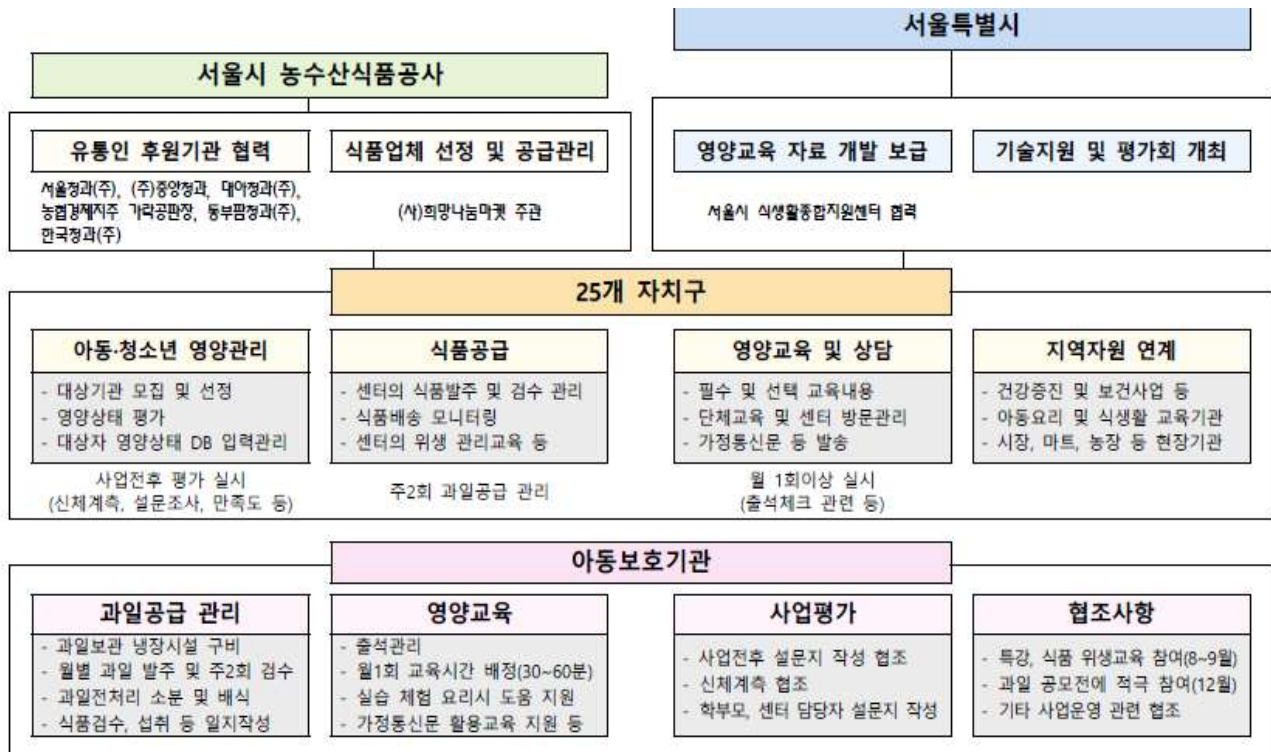 서울특별시
서울시 농수산식품공사
유통인 후원기관 협력
서울청과(주), (주)중앙청과, 대아청과(주),
농협경제지주 가락공판장, 동부팜청과(주),
한국청과(주)
식품업체 선정 및 공급관리
(사)희망나눔마켓 주관
영양교육 자료 개발 보급
서울시 식생활종합지원센터 협력
기술지원 및 평가회 개최
25개 자치구
아동·청소년 영양관리
- 대상기관 모집 및 선정
- 영양상태 평가
- 대상자 영양상태 DB 입력관리
사업전후 평가 실시
(신체계측, 설문조사, 만족도 등)
식품공급
- 센터의 식품발주 및 검수 관리
- 식품배송 모니터링
- 센터의 위생 관리교육 등
주2회 과일공급 관리
영양교육 및 상담
- 필수 및 선택 교육내용
- 단체교육 및 센터 방문관리
- 가정통신문 등 발송
월 1회이상 실시
(출석체크 관련 등)
지역자원 연계
- 건강증진 및 보건사업 등
- 아동요리 및 식생활 교육기관
- 시장, 마트, 농장 등 현장기관
아동보호기관
과일공급 관리
- 과일보관 냉장시설 구비
- 월별 과일 발주 및 주2회 검수
- 과일전처리 소분 및 배식
- 식품검수, 섭취 등 일지작성
영양교육
- 출석관리
- 월1회 교육시간 배정(30~60분)
- 실습 체험 요리시 도움 지원
- 가정통신문 활용교육 지원 등
사업평가
- 사업전후 설문지 작성 협조
- 신체계측 협조
- 학부모, 센터 담당자 설문지 작성
협조사항
- 특강, 식품 위생교육 참여(8~9월)
- 과일 공모전에 적극 참여(12월)
- 기타 사업운영 관련 협조